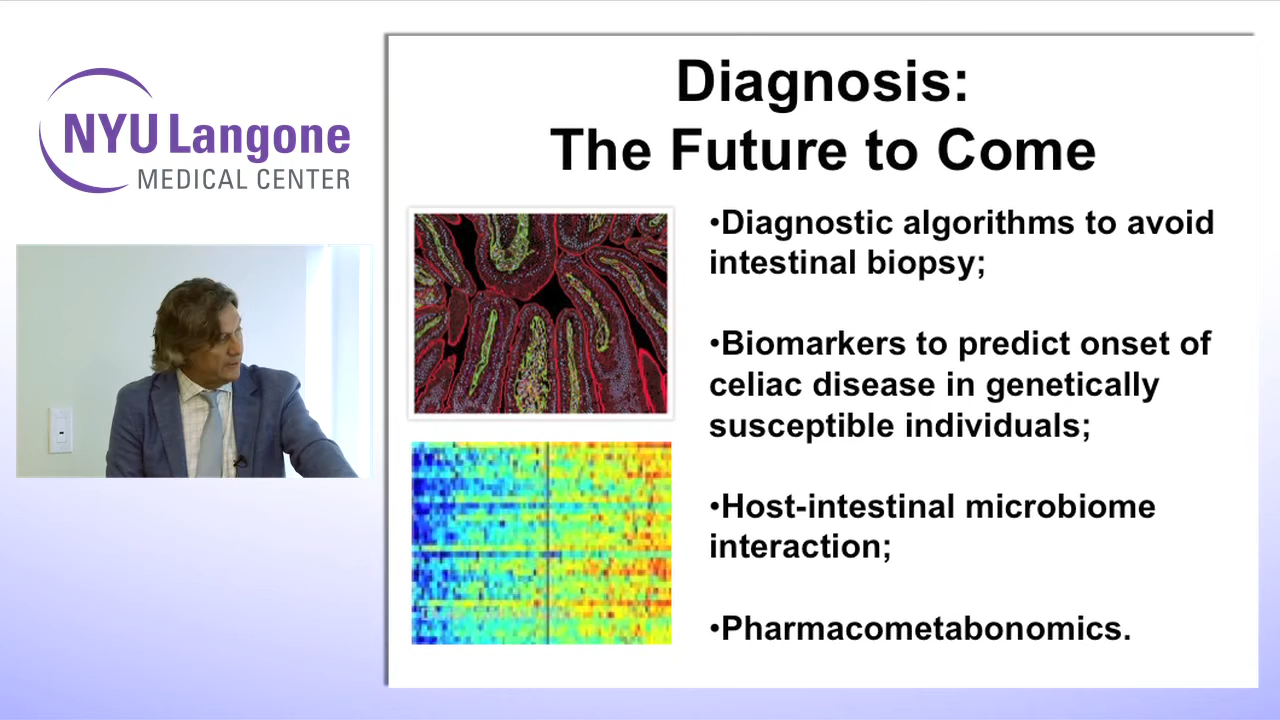 NYU Langone
MEDICAL CENTER
Diagnosis:
The Future to Come
•Diagnostic algorithms to avoid
intestinal biopsy;
•Biomarkers to predict onset of
celiac disease in genetically
susceptible individuals;
•Host-intestinal microbiome
interaction;
•Pharmacometabonomics.